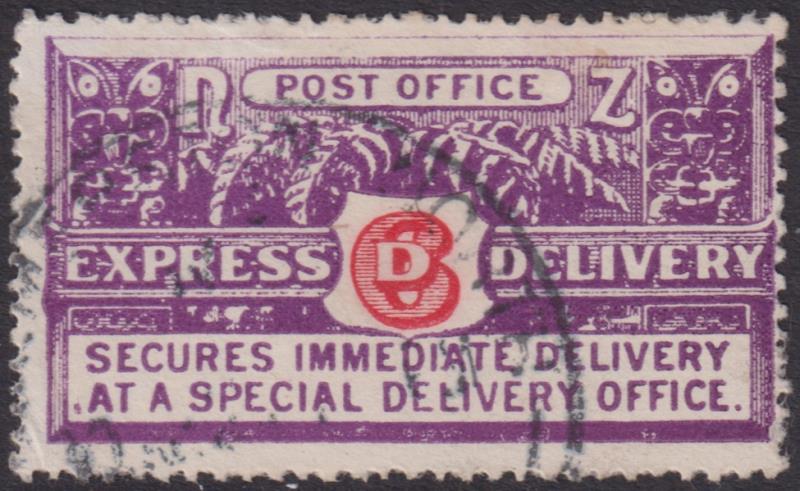 N POST OFFICE Z
EXPRESS 6D DELIVERY
SECURES IMMEDIATE DELIVERY
AT A SPECIAL DELIVERY OFFICE.